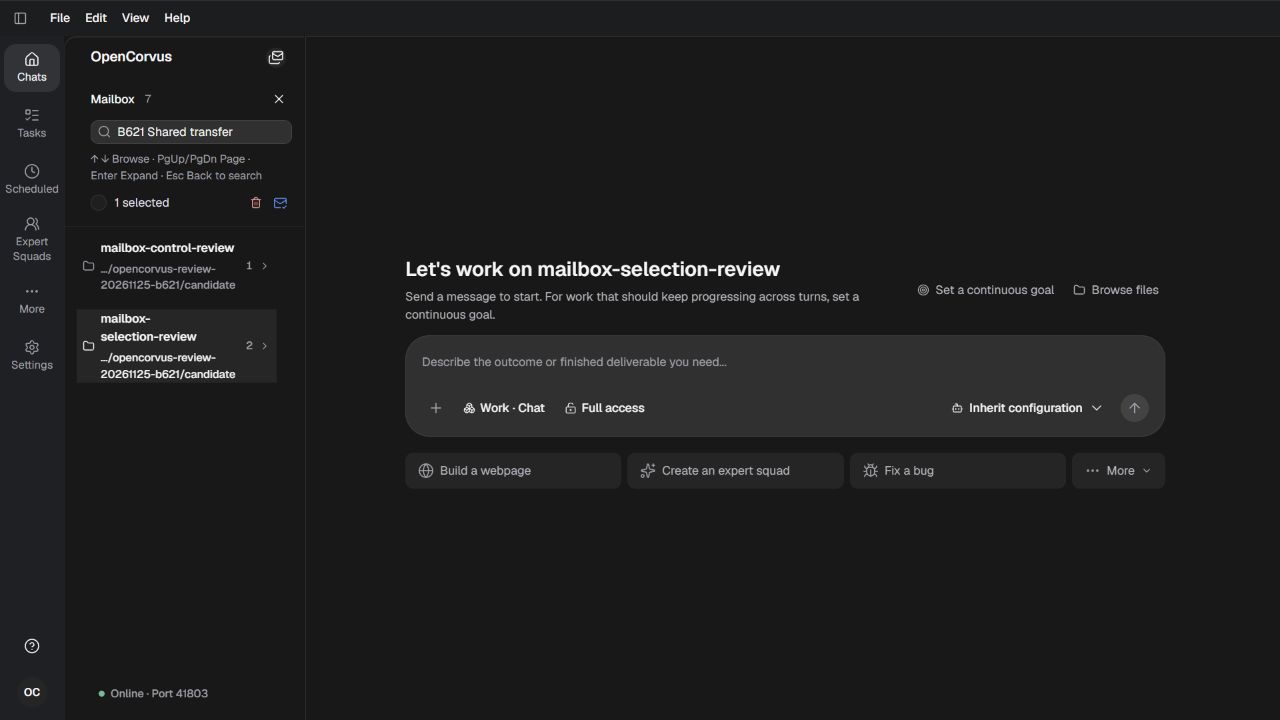 File Edit View Help
OpenCorvus
Chats
Tasks
Scheduled
Expert
Squads
More
Settings
OC
Mailbox 7
B621 Shared transfer
↑↓ Browse · PgUp/PgDn Page ·
Enter Expand · Esc Back to search
1 selected
mailbox-control-review
.../opencorvus-review-
20261125-b621/candidate
1
mailbox-
selection-review
.../opencorvus-review-
20261125-b621/candidate
2
Online · Port 41803
Let's work on mailbox-selection-review
Send a message to start. For work that should keep progressing across turns, set a
continuous goal.
Set a continuous goal
Browse files
Describe the outcome or finished deliverable you need...
Work · Chat
Full access
Inherit configuration
Build a webpage
Create an expert squad
Fix a bug
More